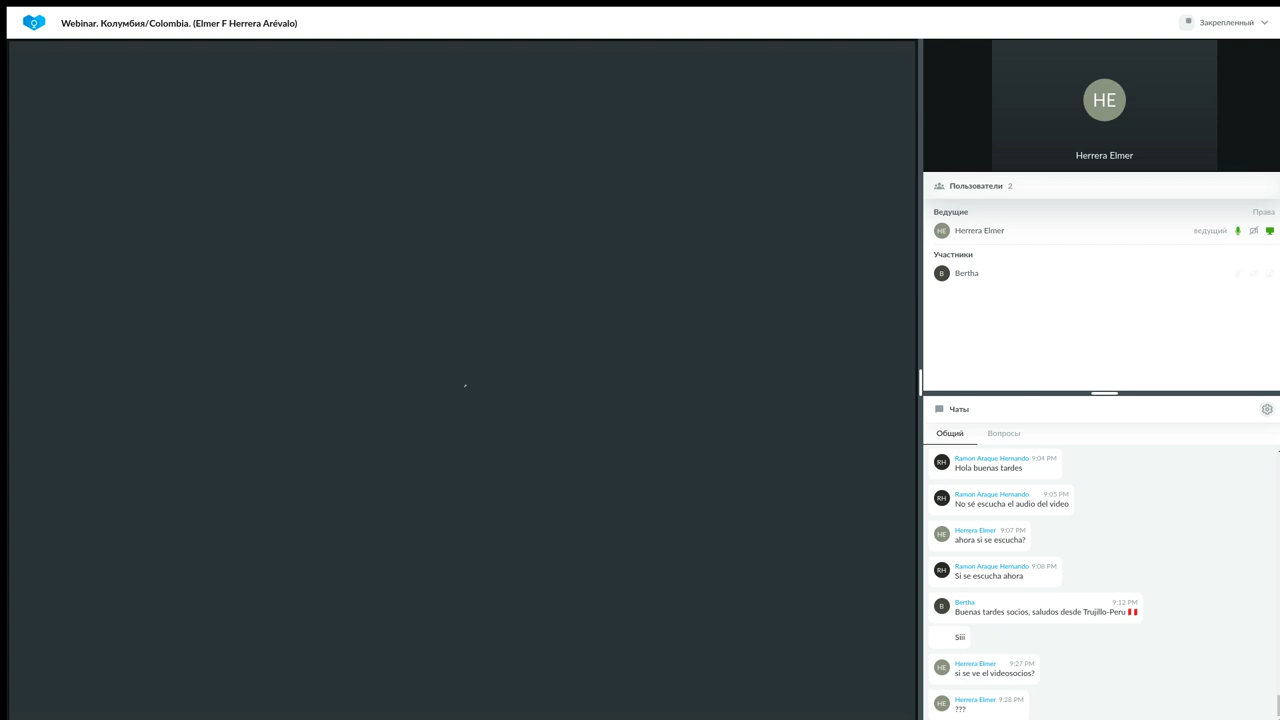 Webinar. Колумбия/Colombia. (Elmer F Herrera Arévalo)
Закрепленный
HE
Herrera Elmer
Пользователи 2
Ведущие Права
HE Herrera Elmer ведущий
Участники
B Bertha
Чаты
Общий Вопросы
RH Ramon Araque Hernando 9:04 PM
Hola buenas tardes
RH Ramon Araque Hernando 9:05 PM
No sé escucha el audio del video
HE Herrera Elmer 9:07 PM
ahora si se escucha?
RH Ramon Araque Hernando 9:08 PM
Si se escucha ahora
B Bertha 9:12 PM
Buenas tardes socios, saludos desde Trujillo-Peru 🇵🇪
Siii
HE Herrera Elmer 9:27 PM
si se ve el videosocios?
HE Herrera Elmer 9:28 PM
???